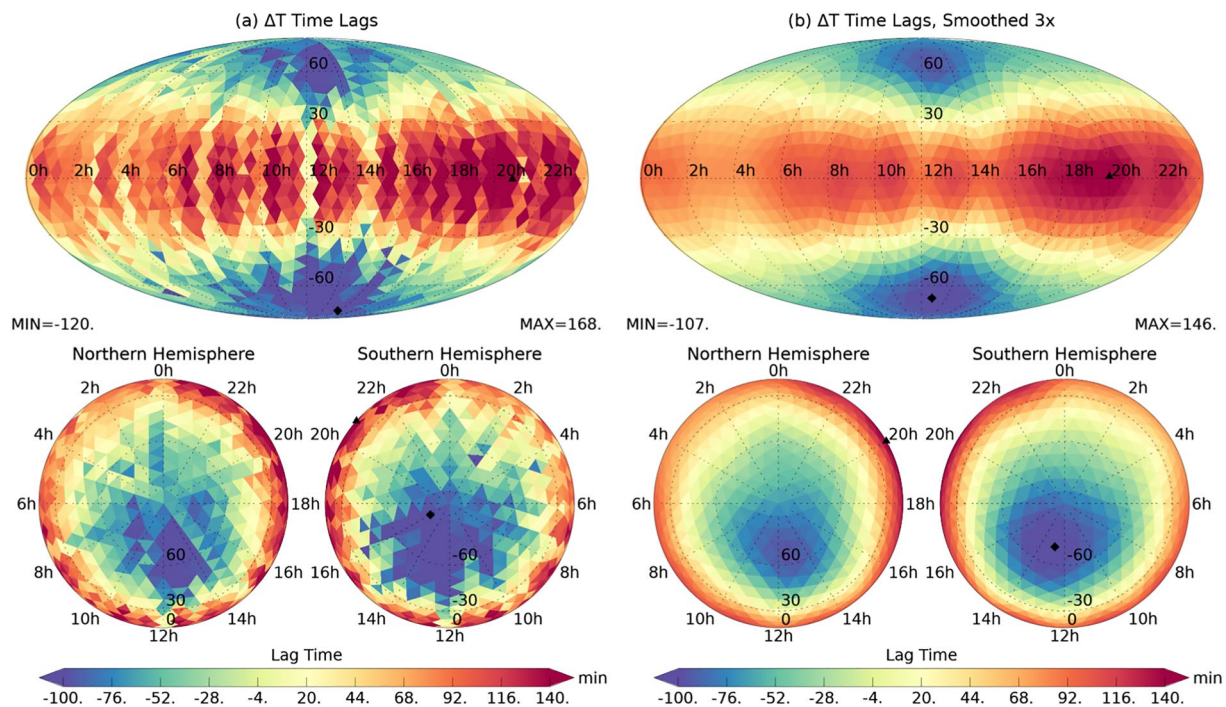 (a) ΔT Time Lags
60
30
0h 2h 4h 6h 8h 10h 12h 14h 16h 18h 20h 22h
-30
-60
MIN=-120. MAX=168.
Northern Hemisphere
0h
2h 22h
4h 20h
6h 18h
60
8h 16h
30
10h 0 14h
12h
Southern Hemisphere
0h
22h 2h
20h 4h
18h 6h
-60
16h 8h
-30
14h 0 10h
12h
Lag Time
min
-100. -76. -52. -28. -4. 20. 44. 68. 92. 116. 140.
(b) ΔT Time Lags, Smoothed 3x
60
30
0h 2h 4h 6h 8h 10h 12h 14h 16h 18h 20h 22h
-30
-60
MIN=-107. MAX=146.
Northern Hemisphere
0h
2h 22h
4h 20h
6h 18h
60
8h 16h
30
10h 0 14h
12h
Southern Hemisphere
0h
22h 2h
20h 4h
18h 6h
-60
16h 8h
-30
14h 0 10h
12h
Lag Time
min
-100. -76. -52. -28. -4. 20. 44. 68. 92. 116. 140.